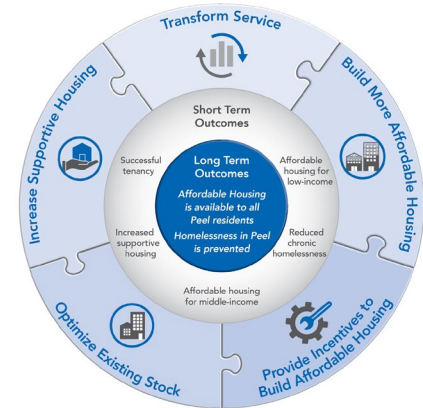 Transform Service
Build More Affordable Housing
Provide Incentives to
Build Affordable Housing
Optimize Existing Stock
Increase Supportive Housing
Short Term
Outcomes
Affordable
housing for
low-income
Reduced
chronic
homelessness
Affordable housing
for middle-income
Increased
supportive
housing
Successful
tenancy
Long Term
Outcomes
Affordable Housing
is available to all
Peel residents
Homelessness in Peel
is prevented